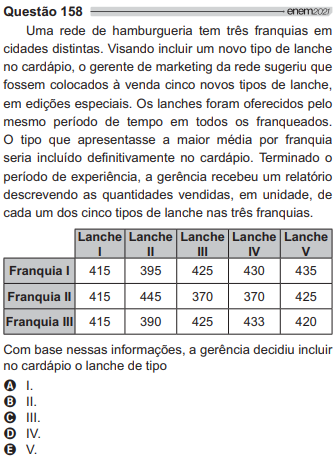 Questão 158 enem2021
Uma rede de hamburgueria tem três franquias em
cidades distintas. Visando incluir um novo tipo de lanche
no cardápio, o gerente de marketing da rede sugeriu que
fossem colocados à venda cinco novos tipos de lanche,
em edições especiais. Os lanches foram oferecidos pelo
mesmo período de tempo em todos os franqueados.
O tipo que apresentasse a maior média por franquia
seria incluído definitivamente no cardápio. Terminado o
período de experiência, a gerência recebeu um relatório
descrevendo as quantidades vendidas, em unidade, de
cada um dos cinco tipos de lanche nas três franquias.
Lanche I Lanche II Lanche III Lanche IV Lanche V
Franquia I 415 395 425 430 435
Franquia II 415 445 370 370 425
Franquia III 415 390 425 433 420
Com base nessas informações, a gerência decidiu incluir
no cardápio o lanche de tipo
A I.
B II.
C III.
D IV.
E V.